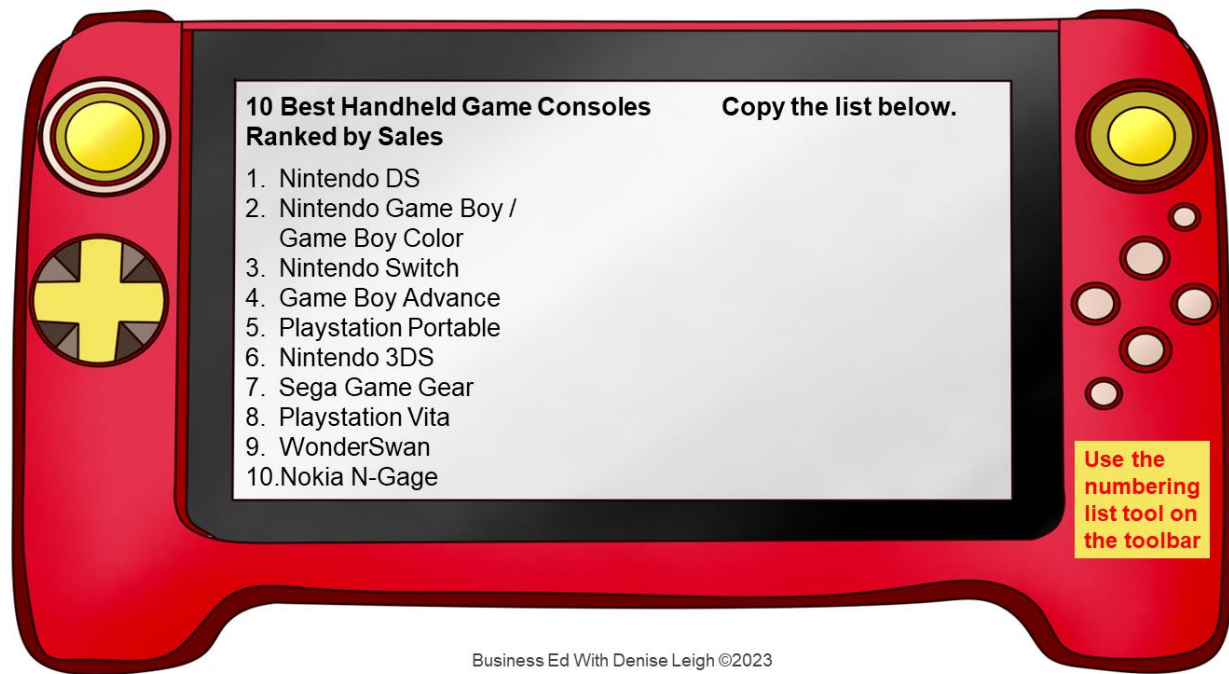 10 Best Handheld Game Consoles
Ranked by Sales
Copy the list below.
1. Nintendo DS
2. Nintendo Game Boy /
Game Boy Color
3. Nintendo Switch
4. Game Boy Advance
5. Playstation Portable
6. Nintendo 3DS
7. Sega Game Gear
8. Playstation Vita
9. WonderSwan
10.Nokia N-Gage
Use the
numbering
list tool on
the toolbar
Business Ed With Denise Leigh ©2023